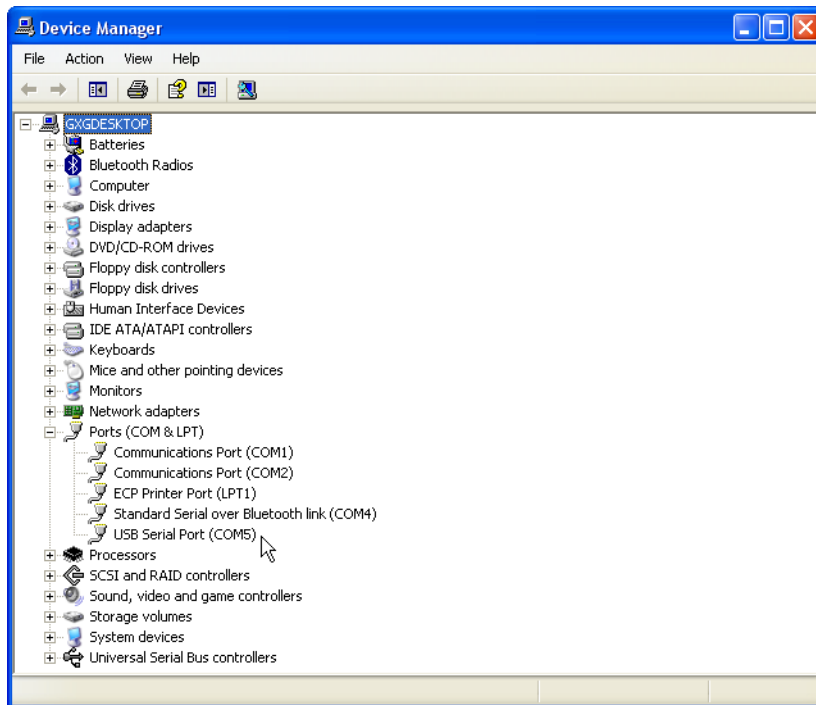 Device Manager
File Action View Help
GXGDESKTOP
Batteries
Bluetooth Radios
Computer
Disk drives
Display adapters
DVD/CD-ROM drives
Floppy disk controllers
Floppy disk drives
Human Interface Devices
IDE ATA/ATAPI controllers
Keyboards
Mice and other pointing devices
Monitors
Network adapters
Ports (COM & LPT)
Communications Port (COM1)
Communications Port (COM2)
ECP Printer Port (LPT1)
Standard Serial over Bluetooth link (COM4)
USB Serial Port (COM5)
Processors
SCSI and RAID controllers
Sound, video and game controllers
Storage volumes
System devices
Universal Serial Bus controllers